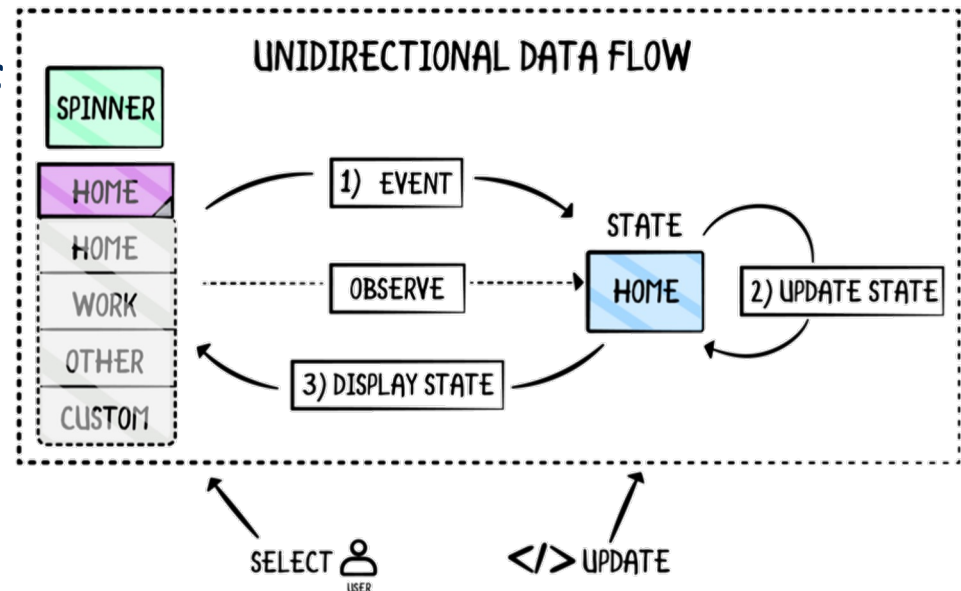 UNIDIRECTIONAL DATA FLOW
SPINNER
HOME
HOME
WORK
OTHER
CUSTOM
1) EVENT
OBSERVE
3) DISPLAY STATE
STATE
HOME
2) UPDATE STATE
SELECT
USER
</> UPDATE